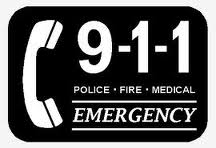 9-1-1
POLICE • FIRE • MEDICAL
EMERGENCY